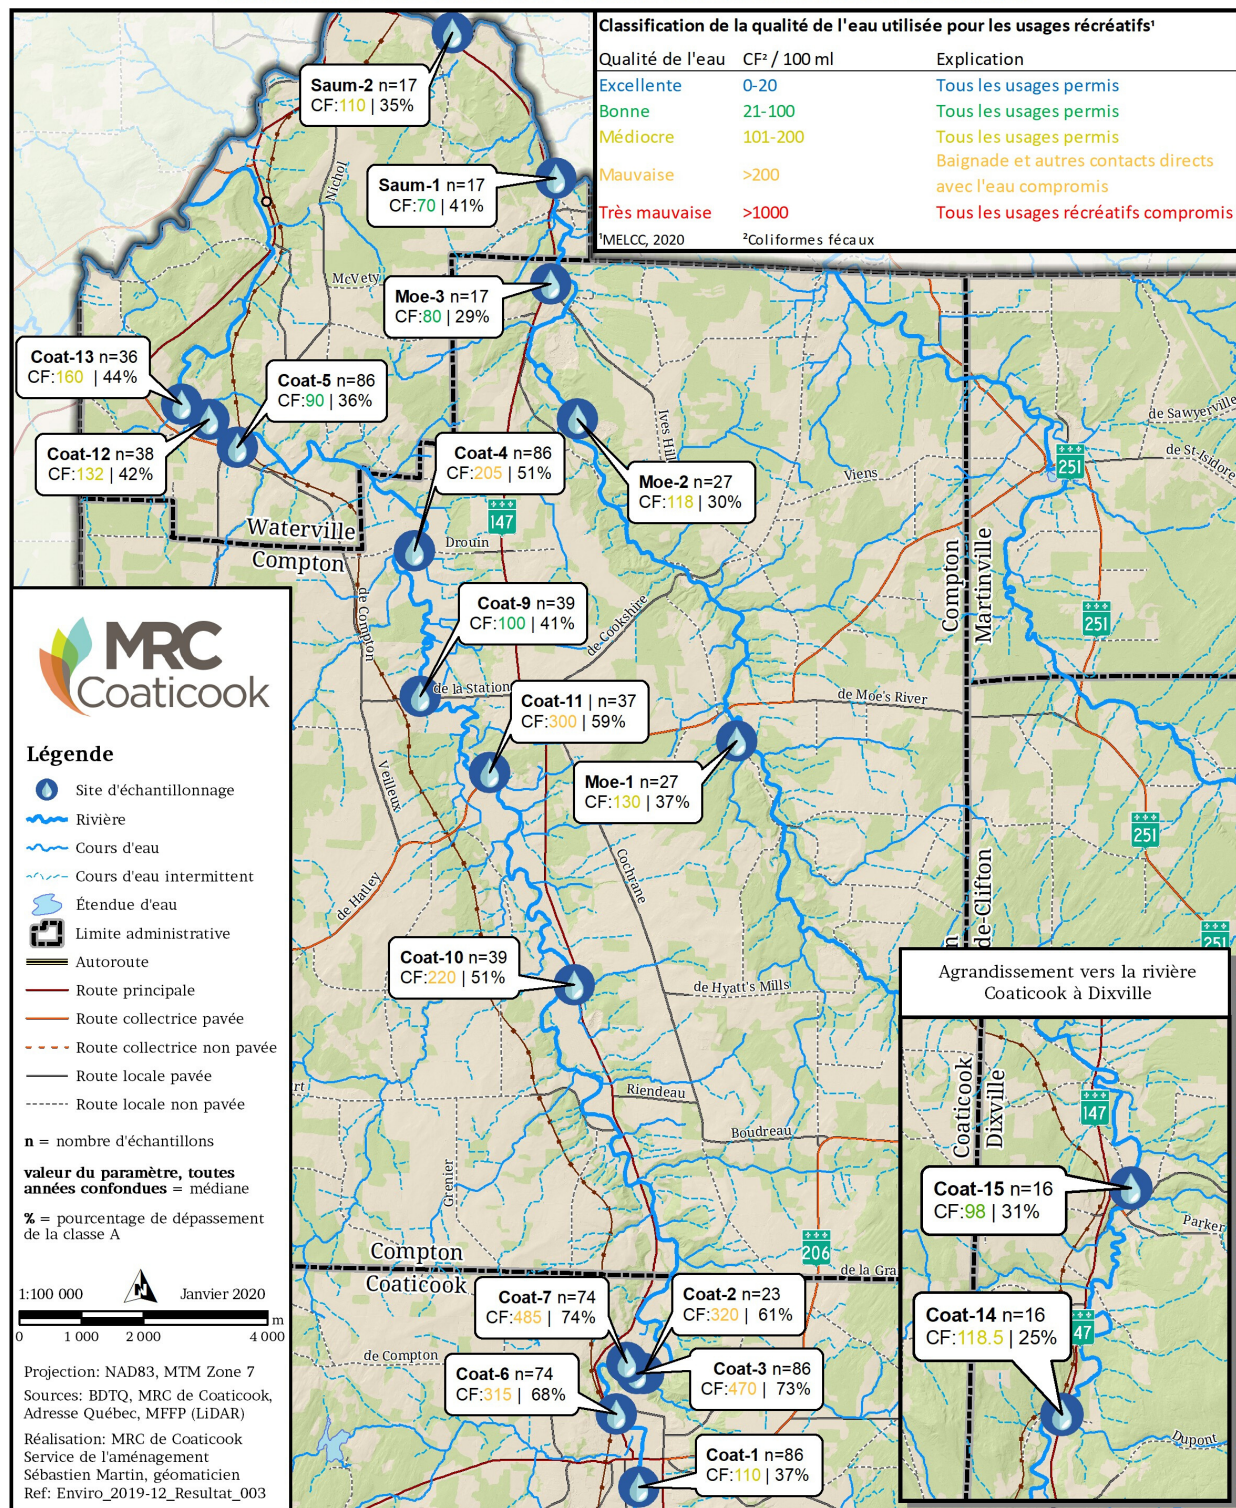 Classification de la qualité de l'eau utilisée pour les usages récréatifs¹
Qualité de l'eau CF² / 100 ml Explication
Excellente 0-20 Tous les usages permis
Bonne 21-100 Tous les usages permis
Médiocre 101-200 Tous les usages permis
Mauvaise >200 Baignade et autres contacts directs
avec l'eau compromis
Très mauvaise >1000 Tous les usages récréatifs compromis
¹MELCC, 2020 ²Coliformes fécaux
Saum-2 n=17
CF:110 | 35%
Saum-1 n=17
CF:70 | 41%
Nichol
McVety
Moe-3 n=17
CF:80 | 29%
Coat-13 n=36
CF:160 | 44%
Coat-5 n=86
CF:90 | 36%
Coat-12 n=38
CF:132 | 42%
Coat-4 n=86
CF:205 | 51%
Ives Hill
Moe-2 n=27
CF:118 | 30%
Viens
de Sawyerville
de St-Isidore
251
147
Waterville
Compton
Drouin
Compton
Martinville
de Compton
Coat-9 n=39
CF:100 | 41%
de Cookshire
251
de la Station
Coat-11 | n=37
CF:300 | 59%
de Moe's River
Veilleux
Moe-1 n=27
CF:130 | 37%
251
Cochrane
de Hatley
de-Clifton
251
Coat-10 n=39
CF:220 | 51%
de Hyatt's Mills
Riendeau
Boudreau
Grenier
206
Compton
Coaticook
de la Gra
Coat-7 n=74
CF:485 | 74%
Coat-2 n=23
CF:320 | 61%
de Compton
Coat-6 n=74
CF:315 | 68%
Coat-3 n=86
CF:470 | 73%
Coat-1 n=86
CF:110 | 37%
Agrandissement vers la rivière
Coaticook à Dixville
Coaticook
Dixville
147
Coat-15 n=16
CF:98 | 31%
Parker
Coat-14 n=16
CF:118.5 | 25%
47
Dupont
MRC
Coaticook
Légende
Site d'échantillonnage
Rivière
Cours d'eau
Cours d'eau intermittent
Étendue d'eau
Limite administrative
Autoroute
Route principale
Route collectrice pavée
Route collectrice non pavée
Route locale pavée
Route locale non pavée
n = nombre d'échantillons
valeur du paramètre, toutes
années confondues = médiane
% = pourcentage de dépassement
de la classe A
1:100 000 N Janvier 2020
0 1 000 2 000 4 000 m
Projection: NAD83, MTM Zone 7
Sources: BDTQ, MRC de Coaticook,
Adresse Québec, MFFP (LiDAR)
Réalisation: MRC de Coaticook
Service de l'aménagement
Sébastien Martin, géomaticien
Ref: Enviro_2019-12_Resultat_003